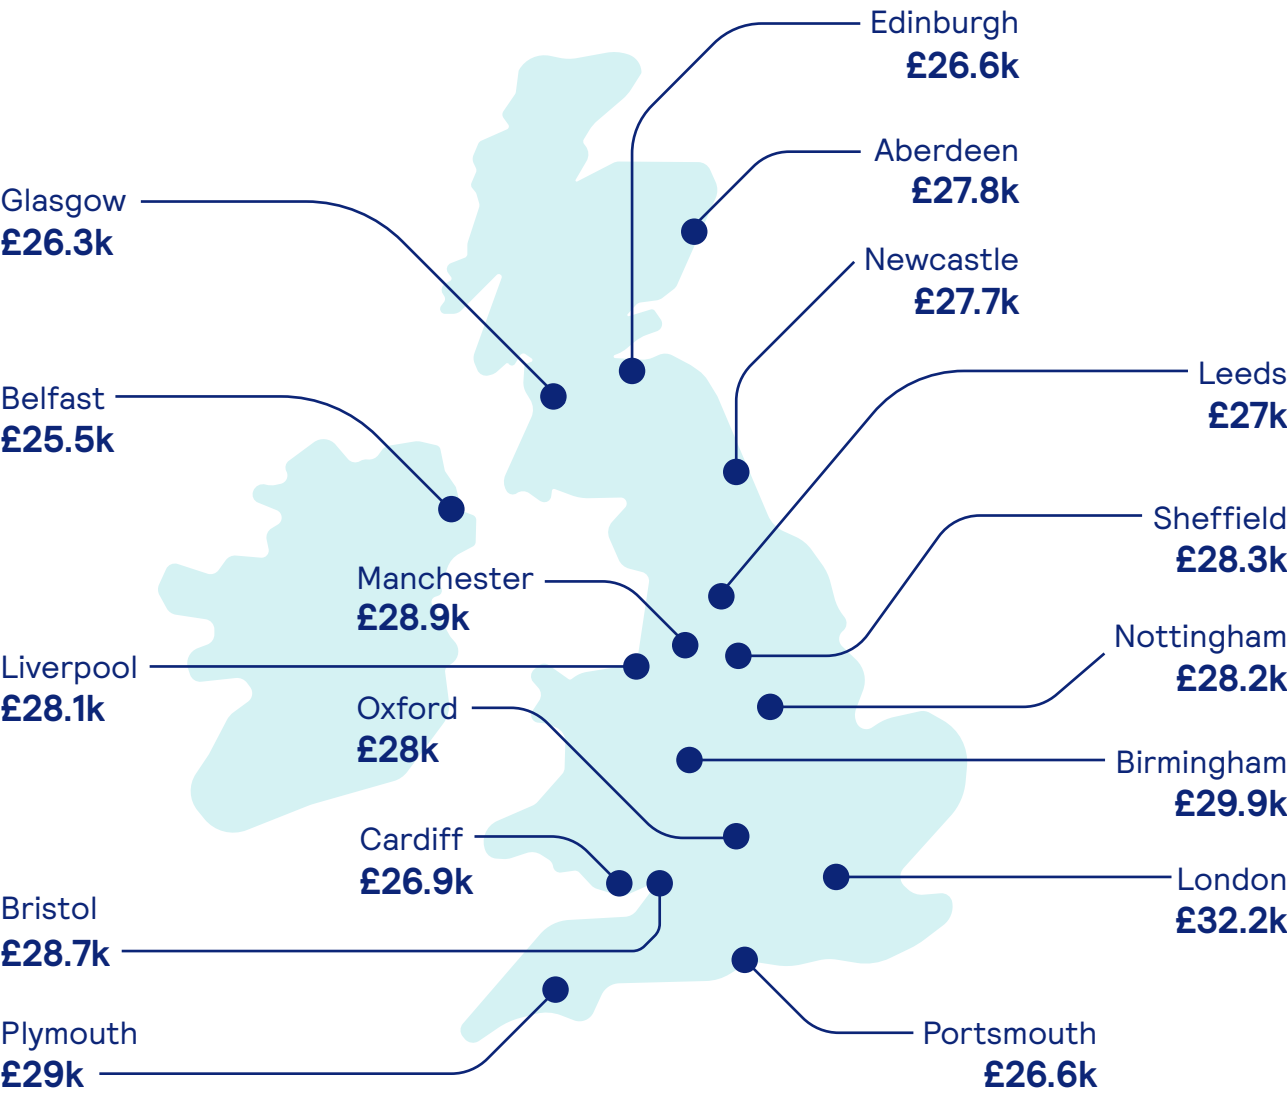 Edinburgh
£26.6k
Aberdeen
£27.8k
Glasgow
£26.3k
Newcastle
£27.7k
Leeds
£27k
Belfast
£25.5k
Sheffield
£28.3k
Manchester
£28.9k
Nottingham
£28.2k
Liverpool
£28.1k
Oxford
£28k
Birmingham
£29.9k
Cardiff
£26.9k
London
£32.2k
Bristol
£28.7k
Plymouth
£29k
Portsmouth
£26.6k